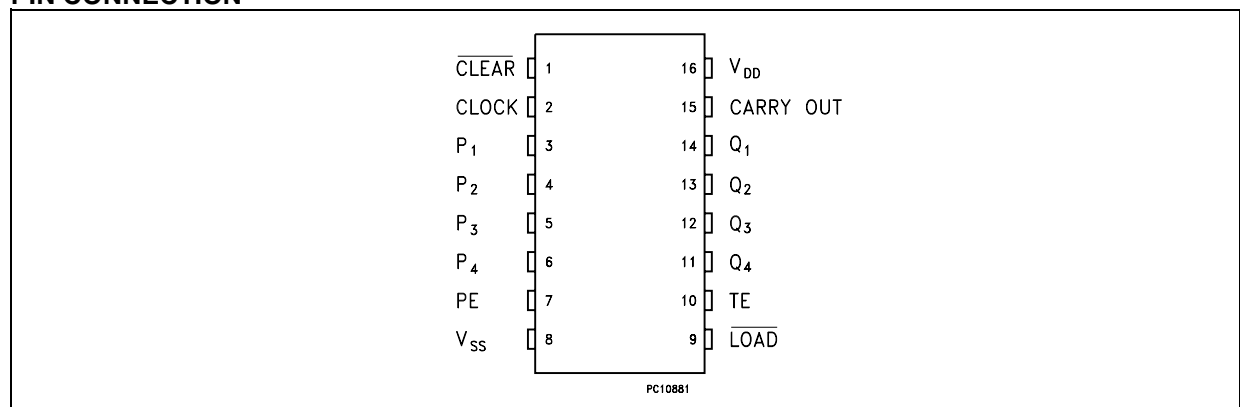 PIN CONNECTION
CLEAR 1 16 VDD
CLOCK 2 15 CARRY OUT
P1 3 14 Q1
P2 4 13 Q2
P3 5 12 Q3
P4 6 11 Q4
PE 7 10 TE
VSS 8 9 LOAD
PC10881